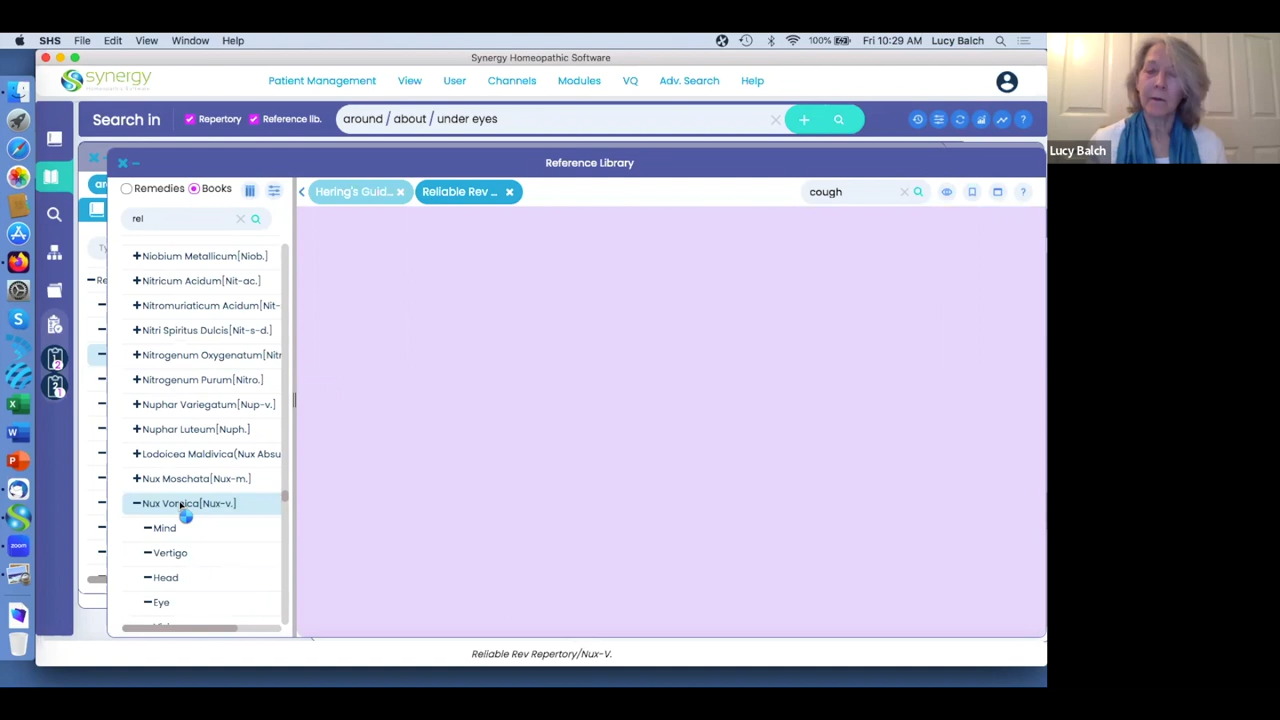 SHS File Edit View Window Help 100% Fri 10:29 AM Lucy Balch
Synergy Homeopathic Software
synergy
Homeopathic Software
Patient Management View User Channels Modules VQ Adv. Search Help
Search in Repertory Reference lib. around / about / under eyes
Reference Library
Remedies Books
Hering's Guid... Reliable Rev ... cough
rel
Niobium Metallicum[Niob.]
Nitricum Acidum[Nit-ac.]
Nitromuriaticum Acidum[Nit-
Nitri Spiritus Dulcis[Nit-s-d.]
Nitrogenum Oxygenatum[Nitr
Nitrogenum Purum[Nitro.]
Nuphar Variegatum[Nup-v.]
Nuphar Luteum[Nuph.]
Lodoicea Maldivica(Nux Absu
Nux Moschata[Nux-m.]
Nux Vomica[Nux-v.]
Mind
Vertigo
Head
Eye
Reliable Rev Repertory/Nux-V.
Lucy Balch